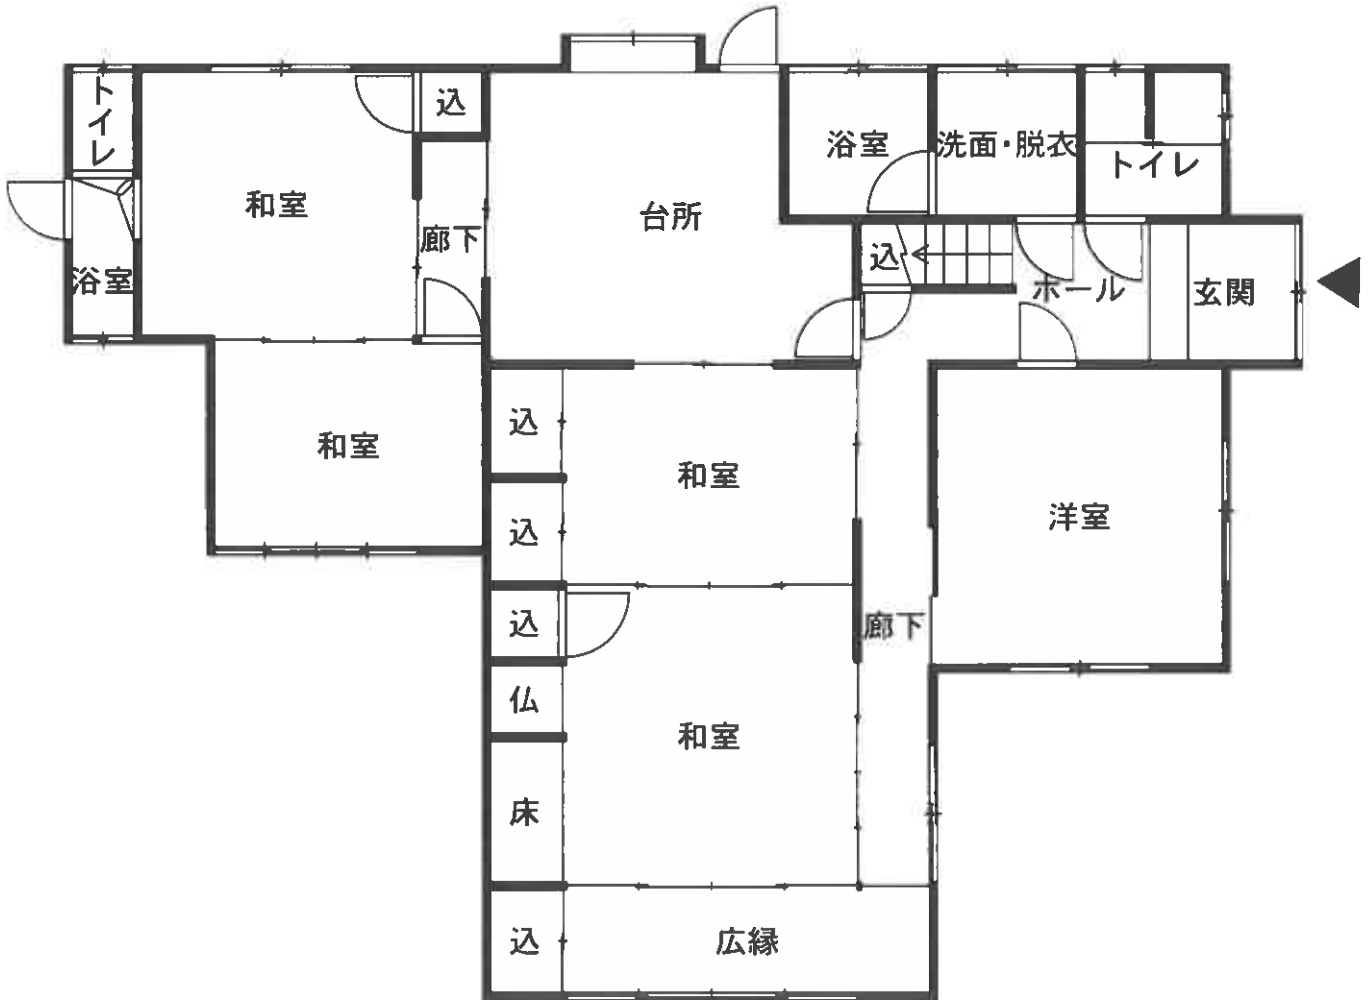 トイレ
込
和室
浴室
洗面・脱衣
トイレ
台所
廊下
込
浴室
ホール
玄関
込
和室
和室
込
洋室
込
廊下
仏
和室
床
込
広縁